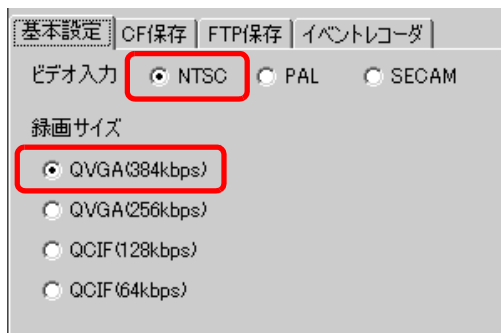 基本設定 CF保存 FTP保存 イベントレコーダ
ビデオ入力 NTSC PAL SECAM
録画サイズ
QVGA(384kbps)
QVGA(256kbps)
QCIF(128kbps)
QCIF(64kbps)